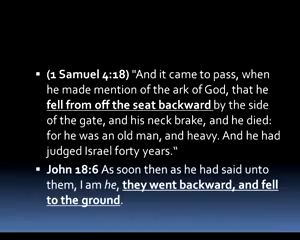 (1 Samuel 4:18) "And it came to pass, when
he made mention of the ark of God, that he
fell from off the seat backward by the side
of the gate, and his neck brake, and he died:
for he was an old man, and heavy. And he had
judged Israel forty years."
John 18:6 As soon then as he had said unto
them, I am he, they went backward, and fell
to the ground.